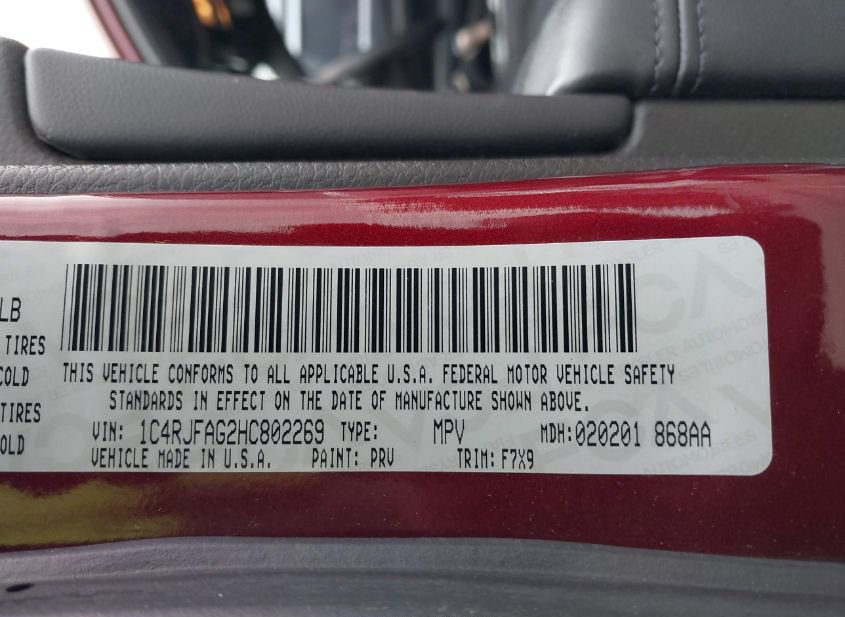 LB
TIRES
COLD
TIRES
COLD
THIS VEHICLE CONFORMS TO ALL APPLICABLE U.S.A. FEDERAL MOTOR VEHICLE SAFETY
STANDARDS IN EFFECT ON THE DATE OF MANUFACTURE SHOWN ABOVE.
VIN: 1C4RJFAG2HC802269 TYPE: MPV MDH:020201 868AA
VEHICLE MADE IN U.S.A. PAINT: PRV TRIM: F7X9